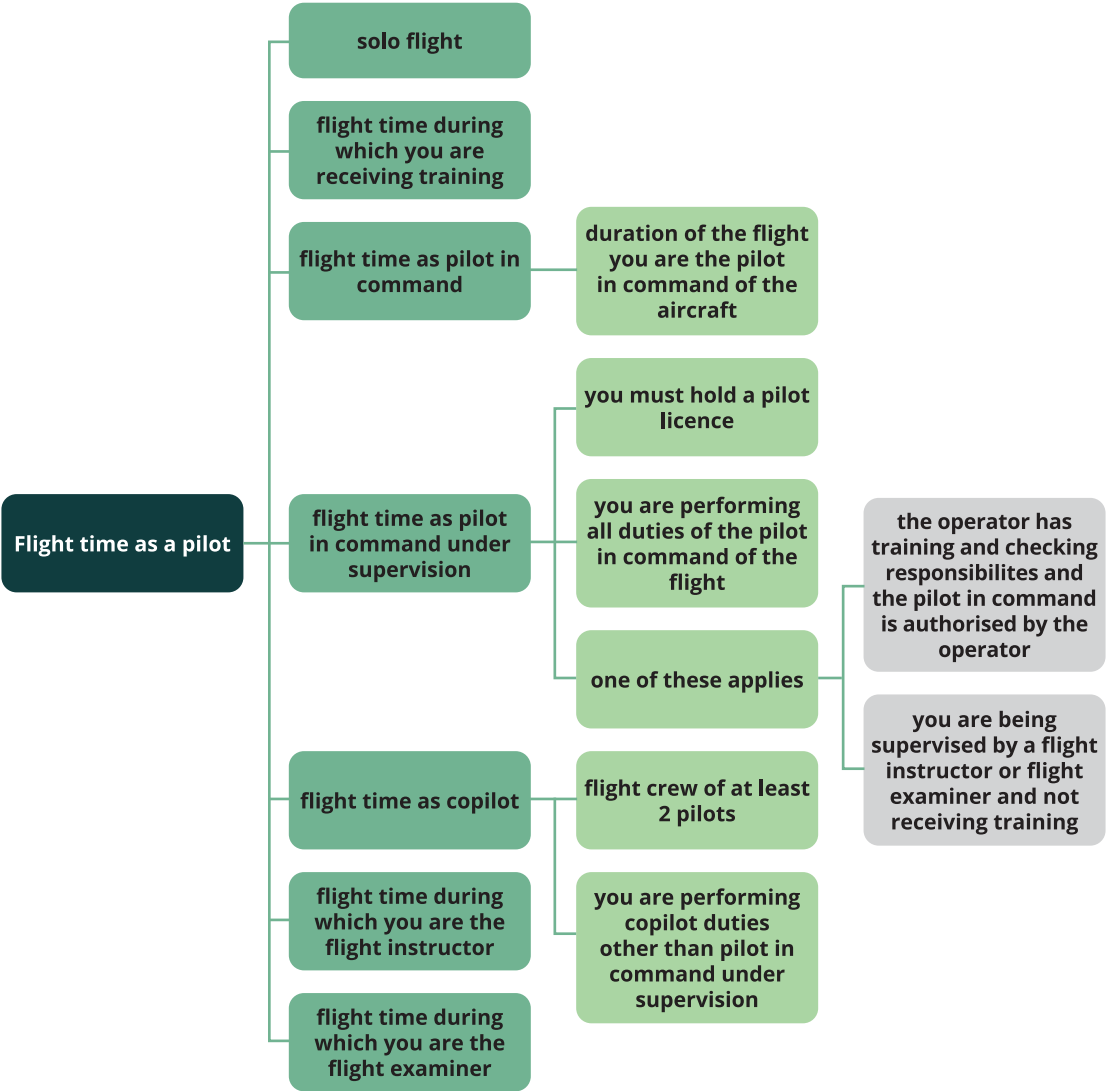 Flight time as a pilot
solo flight
flight time during
which you are
receiving training
flight time as pilot in
command
duration of the flight
you are the pilot
in command of the
aircraft
flight time as pilot
in command under
supervision
you must hold a pilot
licence
you are performing
all duties of the pilot
in command of the
flight
one of these applies
the operator has
training and checking
responsibilites and
the pilot in command
is authorised by the
operator
you are being
supervised by a flight
instructor or flight
examiner and not
receiving training
flight time as copilot
flight crew of at least
2 pilots
you are performing
copilot duties
other than pilot in
command under
supervision
flight time during
which you are the
flight instructor
flight time during
which you are the
flight examiner